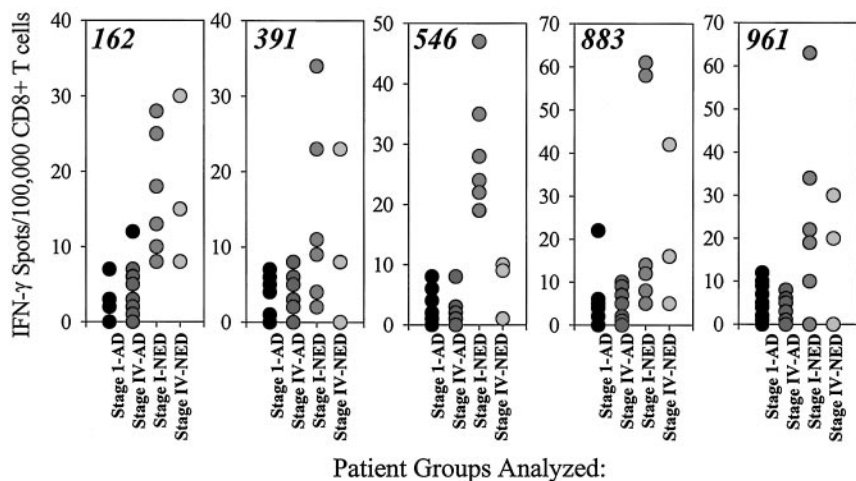 IFN-γ Spots/100,000 CD8+ T cells
162
40
30
20
10
0
391
40
30
20
10
0
546
50
40
30
20
10
0
883
70
60
50
40
30
20
10
0
961
70
60
50
40
30
20
10
0
Stage 1-AD
Stage IV-AD
Stage I-NED
Stage IV-NED
Stage 1-AD
Stage IV-AD
Stage I-NED
Stage IV-NED
Stage 1-AD
Stage IV-AD
Stage I-NED
Stage IV-NED
Stage 1-AD
Stage IV-AD
Stage I-NED
Stage IV-NED
Stage 1-AD
Stage IV-AD
Stage I-NED
Stage IV-NED
Patient Groups Analyzed: